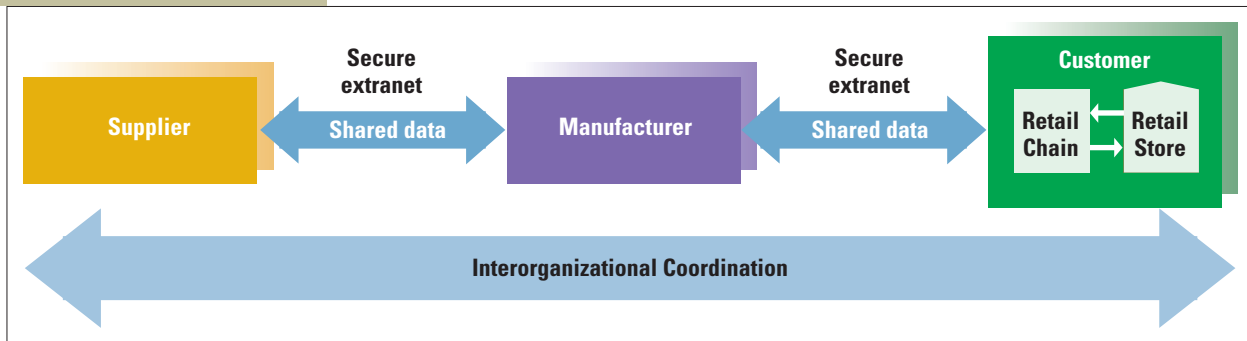 Secure
extranet
Secure
extranet
Customer
Supplier
Shared data
Manufacturer
Shared data
Retail
Chain
Retail
Store
Interorganizational Coordination